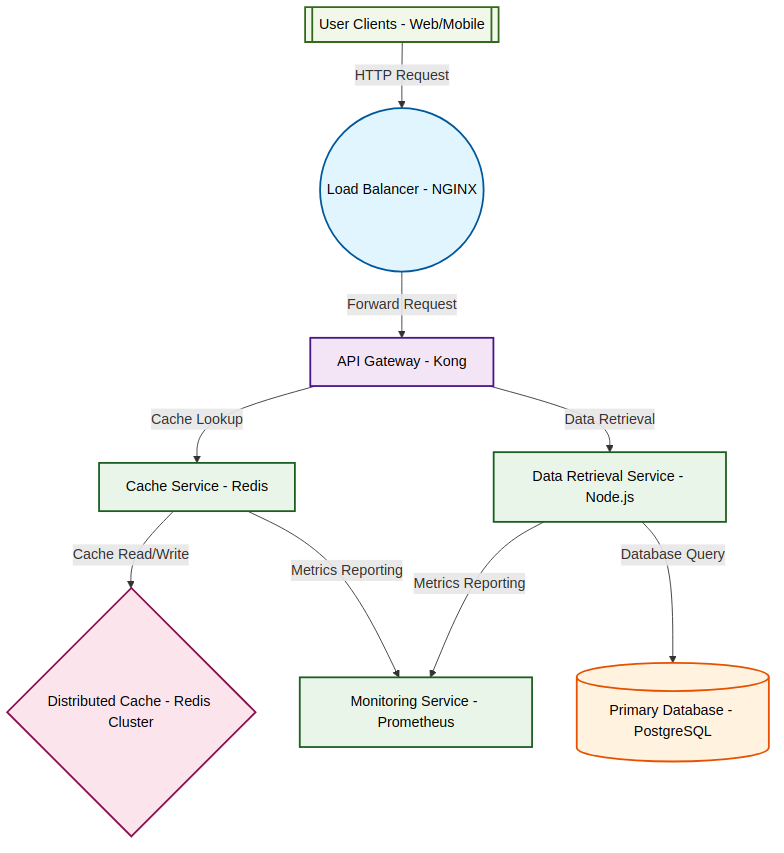 User Clients - Web/Mobile
HTTP Request
Load Balancer - NGINX
Forward Request
API Gateway - Kong
Cache Lookup
Data Retrieval
Cache Service - Redis
Data Retrieval Service -
Node.js
Cache Read/Write
Metrics Reporting
Metrics Reporting
Database Query
Distributed Cache - Redis
Cluster
Monitoring Service -
Prometheus
Primary Database -
PostgreSQL